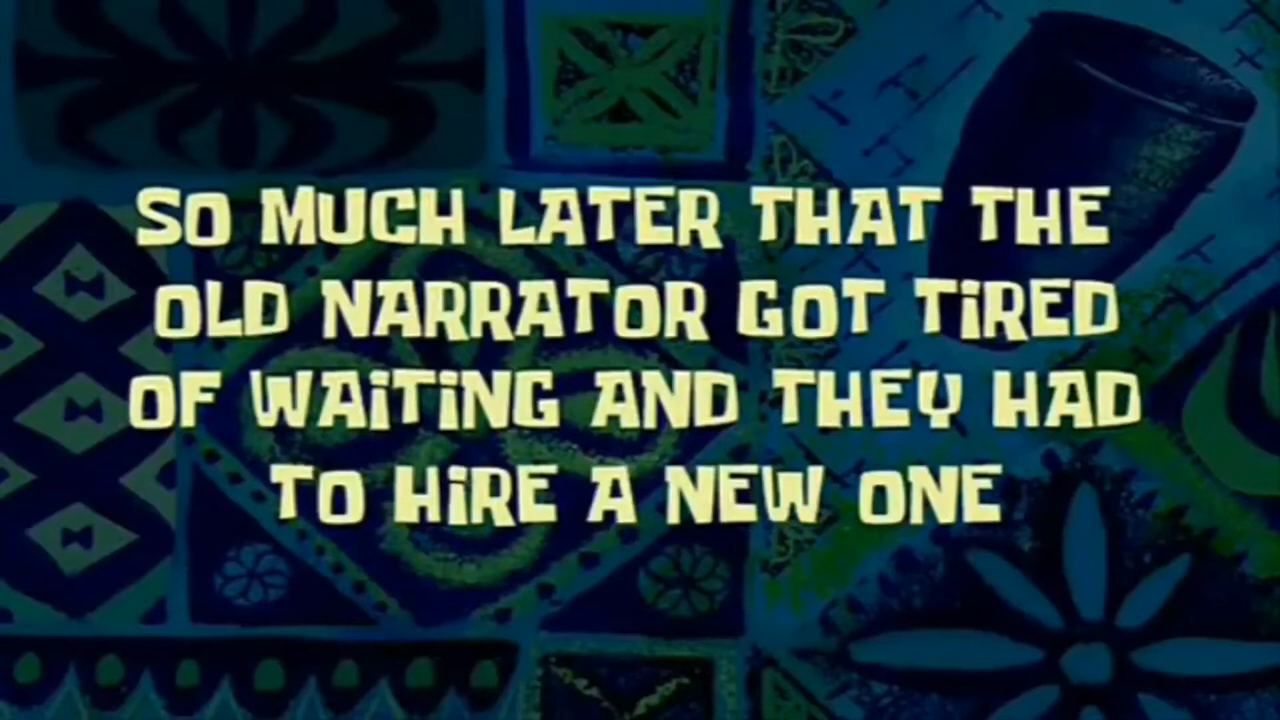 SO MUCH LATER THAT THE
OLD NARRATOR GOT TiRED
OF WAiTiNG AND THEY HAD
TO HiRE A NEW ONE